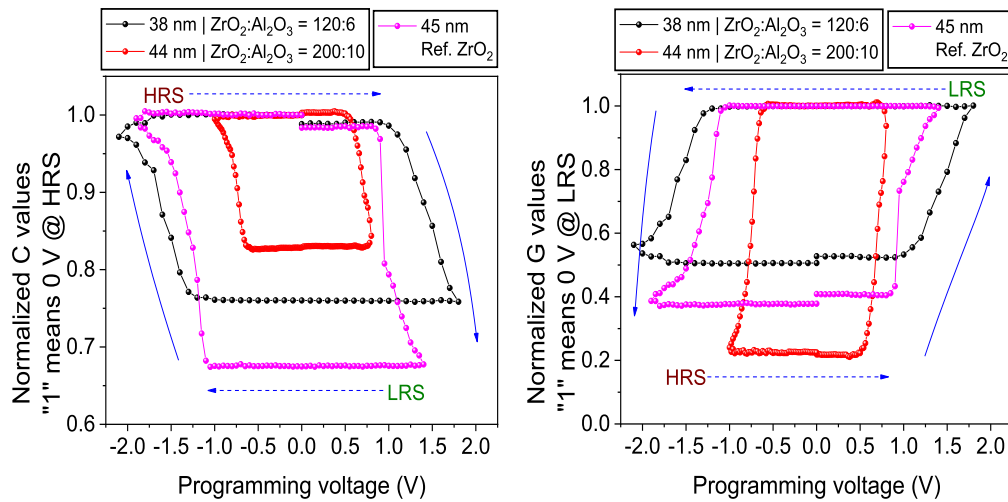 38 nm | ZrO₂:Al₂O₃ = 120:6
44 nm | ZrO₂:Al₂O₃ = 200:10
45 nm
Ref. ZrO₂
HRS
LRS
1.0
0.9
0.8
0.7
0.6
-2.0 -1.5 -1.0 -0.5 0.0 0.5 1.0 1.5 2.0
Programming voltage (V)
Normalized C values
"1" means 0 V @ HRS
38 nm | ZrO₂:Al₂O₃ = 120:6
44 nm | ZrO₂:Al₂O₃ = 200:10
45 nm
Ref. ZrO₂
LRS
HRS
1.0
0.8
0.6
0.4
0.2
0.0
-2.0 -1.5 -1.0 -0.5 0.0 0.5 1.0 1.5 2.0
Programming voltage (V)
Normalized G values
"1" means 0 V @ LRS